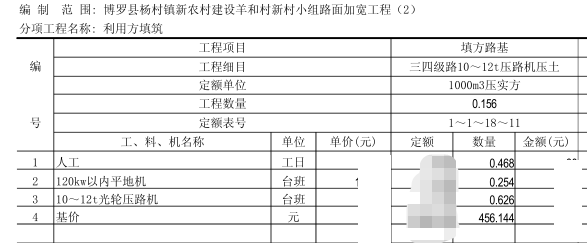 编 制 范 围: 博罗县杨村镇新农村建设羊和村新村小组路面加宽工程（2）
分项工程名称: 利用方填筑
编号 工程项目 填方路基
工程细目 三四级路10～12t压路机压土
定额单位 1000m3压实方
工程数量 0.156
定额表号 1～1～18～11
工、料、机名称 单位 单价(元) 定额 数量 金额(元)
1 人工 工日 0.468
2 120kw以内平地机 台班 0.254
3 10～12t光轮压路机 台班 0.626
4 基价 元 456.144